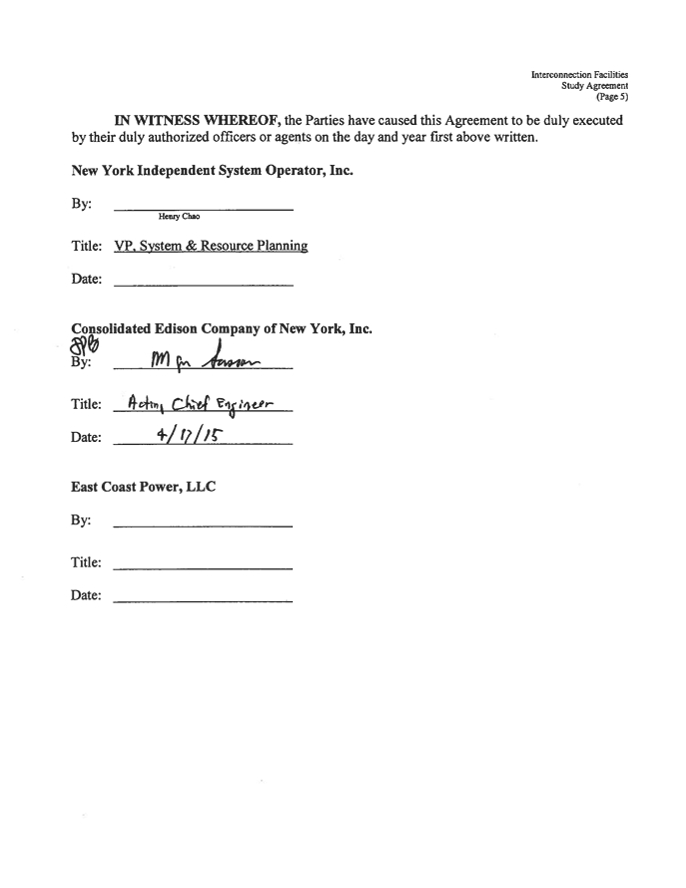 Interconnection Facilities
Study Agreement
(Page 5)
IN WITNESS WHEREOF, the Parties have caused this Agreement to be duly executed
by their duly authorized officers or agents on the day and year first above written.
New York Independent System Operator, Inc.
By:
Henry Chao
Title: VP, System & Resource Planning
Date:
Consolidated Edison Company of New York, Inc.
By:
Title: Acting Chief Engineer
Date: 4/17/15
East Coast Power, LLC
By:
Title:
Date: